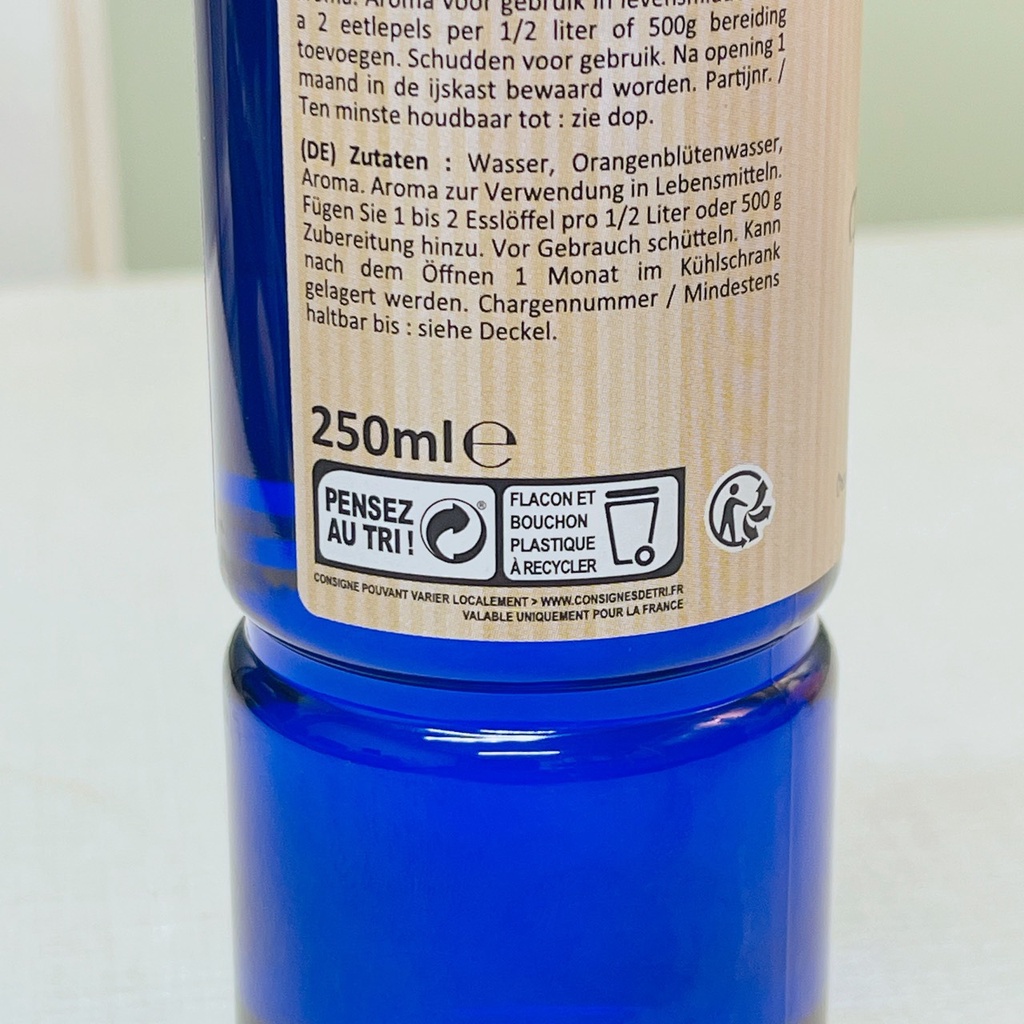 Aroma voor gebruik in
à 2 eetlepels per 1/2 liter of 500g bereiding
toevoegen. Schudden voor gebruik. Na opening 1
maand in de ijskast bewaard worden. Partijnr. /
Ten minste houdbaar tot : zie dop.
(DE) Zutaten : Wasser, Orangenblütenwasser,
Aroma. Aroma zur Verwendung in Lebensmitteln.
Fügen Sie 1 bis 2 Esslöffel pro 1/2 Liter oder 500 g
Zubereitung hinzu. Vor Gebrauch schütteln. Kann
nach dem Öffnen 1 Monat im Kühlschrank
gelagert werden. Chargennummer / Mindestens
haltbar bis : siehe Deckel.
250ml e
PENSEZ
AU TRI !
®
FLACON ET
BOUCHON
PLASTIQUE
À RECYCLER
CONSIGNE POUVANT VARIER LOCALEMENT > WWW.CONSIGNESDETRI.FR
VALABLE UNIQUEMENT POUR LA FRANCE